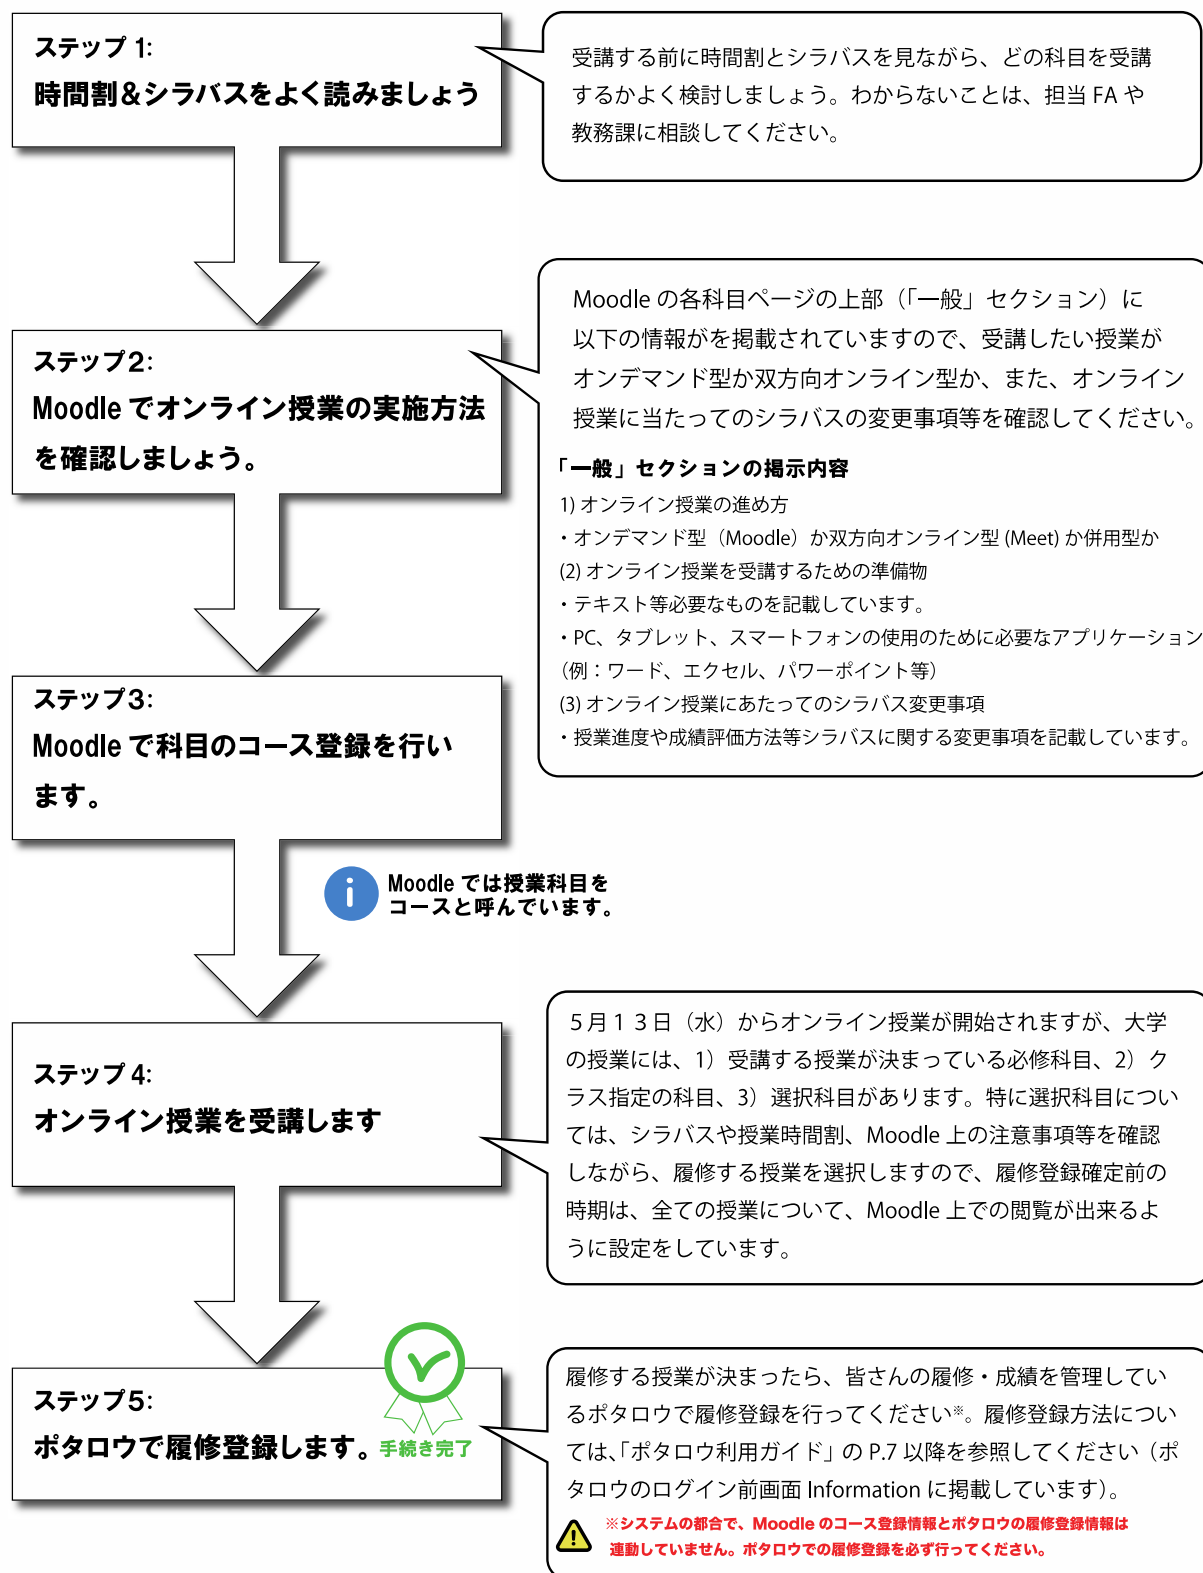 ステップ 1:
時間割&シラバスをよく読みましょう
受講する前に時間割とシラバスを見ながら、どの科目を受講
するかよく検討しましょう。わからないことは、担当 FA や
教務課に相談してください。
ステップ2:
Moodle でオンライン授業の実施方法
を確認しましょう。
Moodle の各科目ページの上部（「一般」セクション）に
以下の情報がを掲載されていますので、受講したい授業が
オンデマンド型か双方向オンライン型か、また、オンライン
授業に当たってのシラバスの変更事項等を確認してください。
「一般」セクションの掲示内容
1) オンライン授業の進め方
・オンデマンド型（Moodle）か双方向オンライン型 (Meet) か併用型か
(2) オンライン授業を受講するための準備物
・テキスト等必要なものを記載しています。
・PC、タブレット、スマートフォンの使用のために必要なアプリケーション
（例：ワード、エクセル、パワーポイント等）
(3) オンライン授業にあたってのシラバス変更事項
・授業進度や成績評価方法等シラバスに関する変更事項を記載しています。
ステップ3:
Moodle で科目のコース登録を行い
ます。
i
Moodle では授業科目を
コースと呼んでいます。
ステップ 4:
オンライン授業を受講します
５月１３日（水）からオンライン授業が開始されますが、大学
の授業には、1）受講する授業が決まっている必修科目、2）ク
ラス指定の科目、3）選択科目があります。特に選択科目につい
ては、シラバスや授業時間割、Moodle 上の注意事項等を確認
しながら、履修する授業を選択しますので、履修登録確定前の
時期は、全ての授業について、Moodle 上での閲覧が出来るよ
うに設定をしています。
ステップ5:
ポタロウで履修登録します。
手続き完了
履修する授業が決まったら、皆さんの履修・成績を管理してい
るポタロウで履修登録を行ってください※。履修登録方法につい
ては、「ポタロウ利用ガイド」の P.7 以降を参照してください（ポ
タロウのログイン前画面 Information に掲載しています）。
※システムの都合で、Moodle のコース登録情報とポタロウの履修登録情報は
連動していません。ポタロウでの履修登録を必ず行ってください。